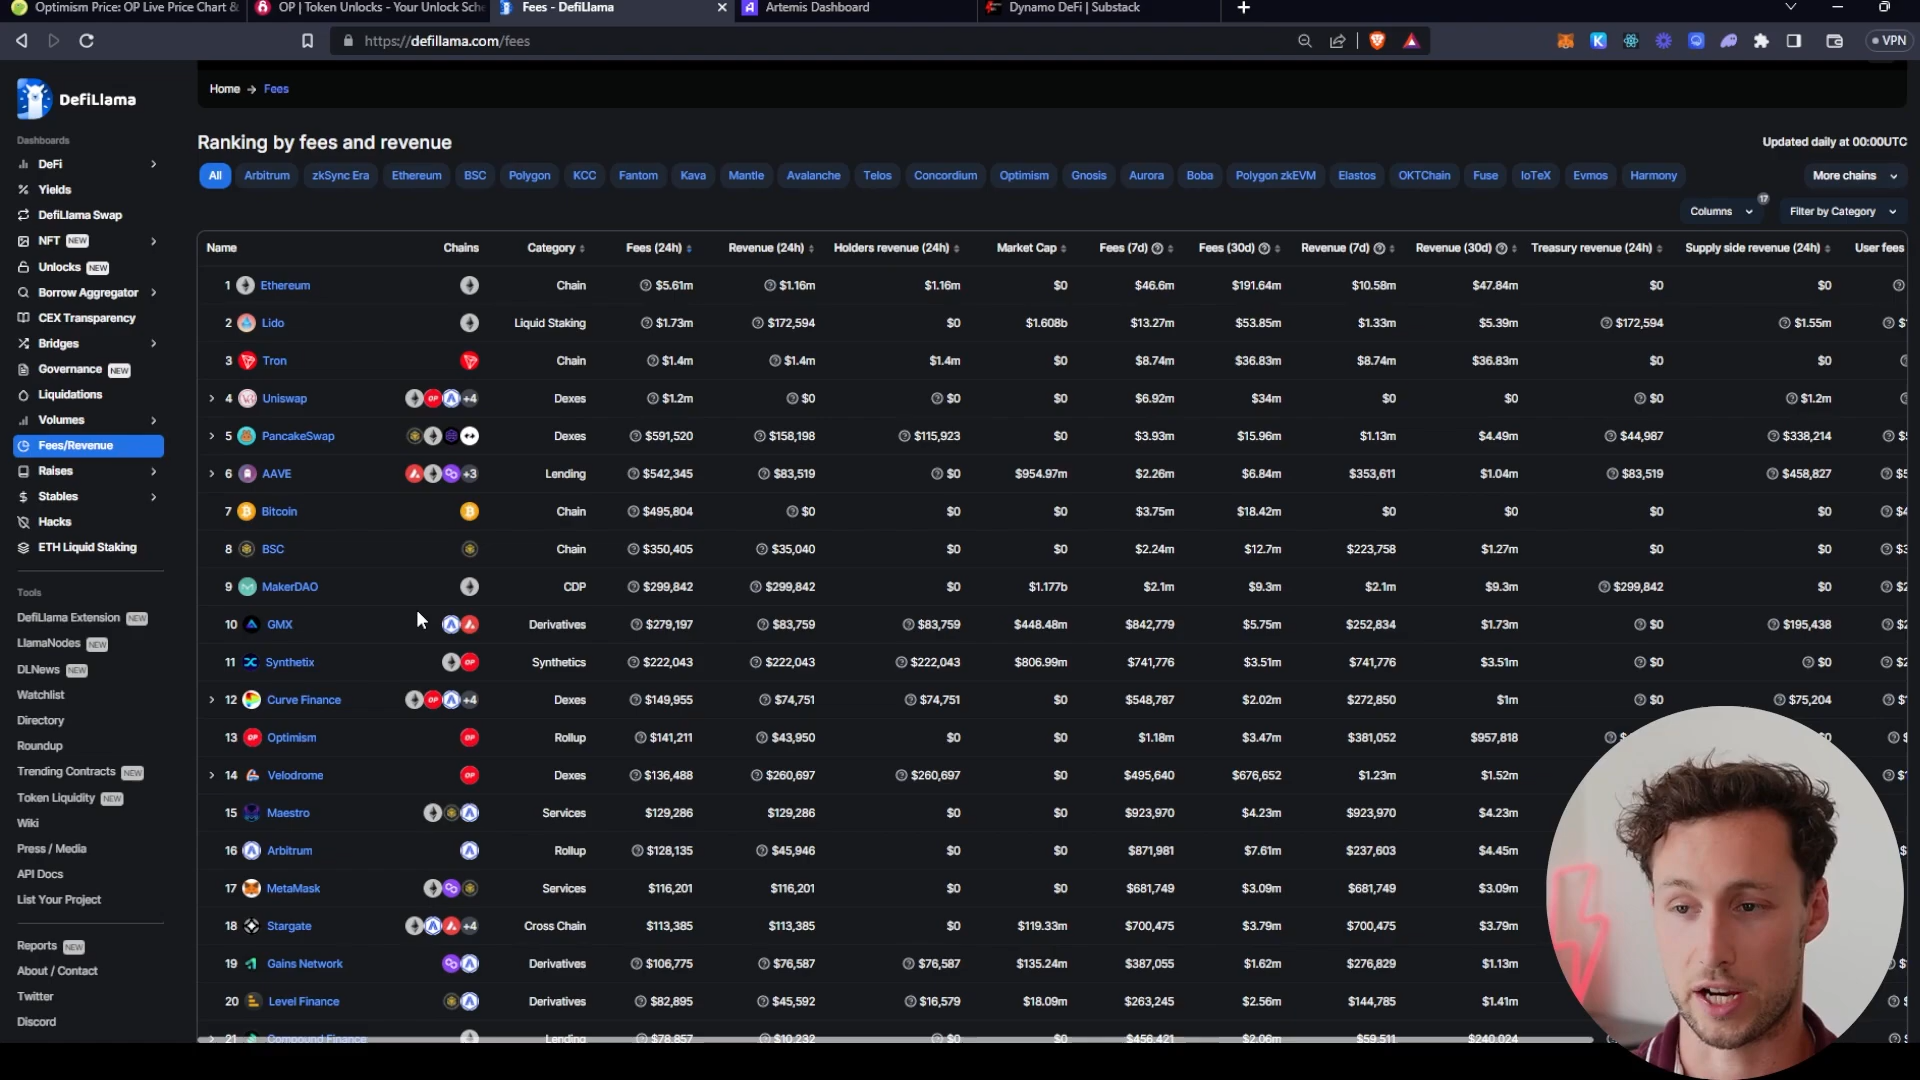 Optimism Price: OP Live Price Chart &
OP | Token Unlocks - Your Unlock Sche
Fees - DefiLlama
Artemis Dashboard
Dynamo DeFi | Substack
https://defillama.com/fees
VPN
DefiLlama
Home → Fees
Dashboards
DeFi
Yields
DefiLlama Swap
NFT NEW
Unlocks NEW
Borrow Aggregator
CEX Transparency
Bridges
Governance NEW
Liquidations
Volumes
Fees/Revenue
Raises
Stables
Hacks
ETH Liquid Staking
Tools
DefiLlama Extension NEW
LlamaNodes NEW
DLNews NEW
Watchlist
Directory
Roundup
Trending Contracts NEW
Token Liquidity NEW
Wiki
Press / Media
API Docs
List Your Project
Reports NEW
About / Contact
Twitter
Discord
Ranking by fees and revenue
Updated daily at 00:00UTC
All Arbitrum zkSync Era Ethereum BSC Polygon KCC Fantom Kava Mantle Avalanche Telos Concordium Optimism Gnosis Aurora Boba Polygon zkEVM Elastos OKTChain Fuse IoTeX Evmos Harmony More chains
Columns 17 Filter by Category
Name Chains Category Fees (24h) Revenue (24h) Holders revenue (24h) Market Cap Fees (7d) Fees (30d) Revenue (7d) Revenue (30d) Treasury revenue (24h) Supply side revenue (24h) User fees
1 Ethereum Chain $5.61m $1.16m $1.16m $0 $46.6m $191.64m $10.58m $47.84m $0 $0
2 Lido Liquid Staking $1.73m $172,594 $0 $1.608b $13.27m $53.85m $1.33m $5.39m $172,594 $1.55m
3 Tron Chain $1.4m $1.4m $1.4m $0 $8.74m $36.83m $8.74m $36.83m $0 $0
4 Uniswap OP +4 Dexes $1.2m $0 $0 $0 $6.92m $34m $0 $0 $0 $1.2m
5 PancakeSwap Dexes $591,520 $158,198 $115,923 $0 $3.93m $15.96m $1.13m $4.49m $44,987 $338,214
6 AAVE +3 Lending $542,345 $83,519 $0 $954.97m $2.26m $6.84m $353,611 $1.04m $83,519 $458,827
7 Bitcoin Chain $495,804 $0 $0 $0 $3.75m $18.42m $0 $0 $0 $0
8 BSC Chain $350,405 $35,040 $0 $0 $2.24m $12.7m $223,758 $1.27m $0 $0
9 MakerDAO CDP $299,842 $299,842 $0 $1.177b $2.1m $9.3m $2.1m $9.3m $299,842 $0
10 GMX Derivatives $279,197 $83,759 $83,759 $448.48m $842,779 $5.75m $252,834 $1.73m $0 $195,438
11 Synthetix OP Synthetics $222,043 $222,043 $222,043 $806.99m $741,776 $3.51m $741,776 $3.51m $0 $0
12 Curve Finance OP +4 Dexes $149,955 $74,751 $74,751 $0 $548,787 $2.02m $272,850 $1m $0 $75,204
13 OP Optimism OP Rollup $141,211 $43,950 $0 $0 $1.18m $3.47m $381,052 $957,818
14 Velodrome OP Dexes $136,488 $260,697 $260,697 $0 $495,640 $676,652 $1.23m $1.52m
15 Maestro Services $129,286 $129,286 $0 $0 $923,970 $4.23m $923,970 $4.23m
16 Arbitrum Rollup $128,135 $45,946 $0 $0 $871,981 $7.61m $237,603 $4.45m
17 MetaMask Services $116,201 $116,201 $0 $0 $681,749 $3.09m $681,749 $3.09m
18 Stargate +4 Cross Chain $113,385 $113,385 $0 $119.33m $700,475 $3.79m $700,475 $3.79m
19 Gains Network Derivatives $106,775 $76,587 $76,587 $135.24m $387,055 $1.62m $276,829 $1.13m
20 Level Finance Derivatives $82,895 $45,592 $16,579 $18.09m $263,245 $2.56m $144,785 $1.41m
21 Compound Finance Lending $78,857 $10,232 $0 $0 $456,421 $2.06m $59,511 $240,024